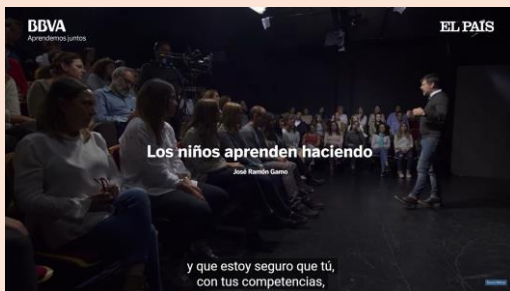 BBVA
Aprendemos juntos
EL PAÍS
Los niños aprenden haciendo
José Ramón Gamo
y que estoy seguro que tú,
con tus competencias,